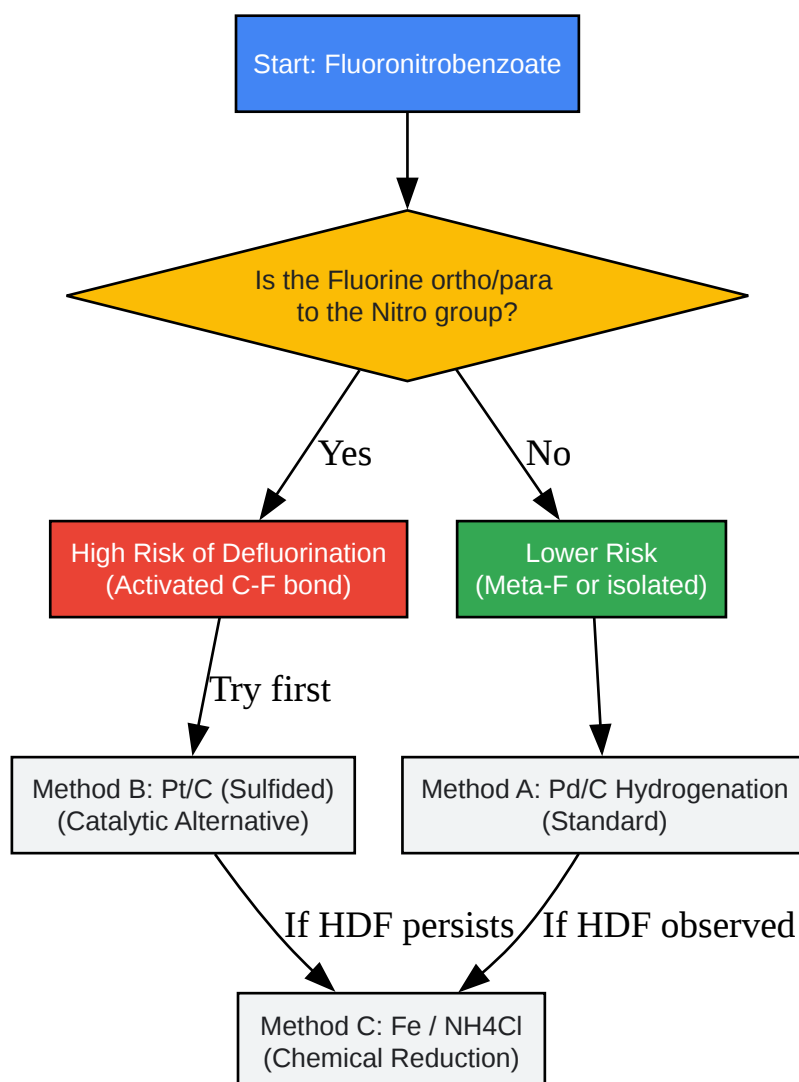 Start: Fluoronitrobenzoate
Is the Fluorine ortho/para
to the Nitro group?
Yes
No
High Risk of Defluorination
(Activated C-F bond)
Lower Risk
(Meta-F or isolated)
Try first
Method B: Pt/C (Sulfided)
(Catalytic Alternative)
Method A: Pd/C Hydrogenation
(Standard)
If HDF persists
If HDF observed
Method C: Fe / NH4Cl
(Chemical Reduction)